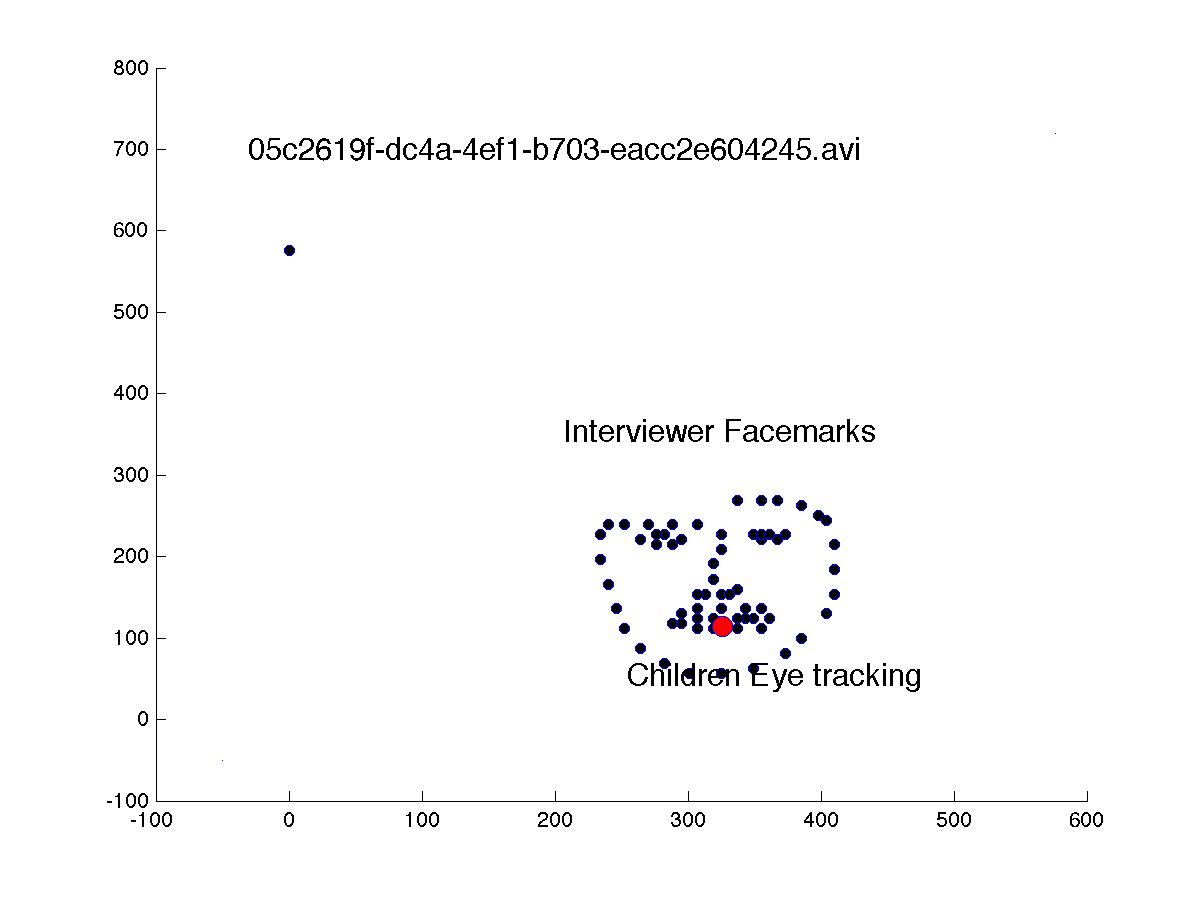 800
700
05c2619f-dc4a-4ef1-b703-eacc2e604245.avi
600
500
400
Interviewer Facemarks
300
200
100
Children Eye tracking
0
-100
-100 0 100 200 300 400 500 600